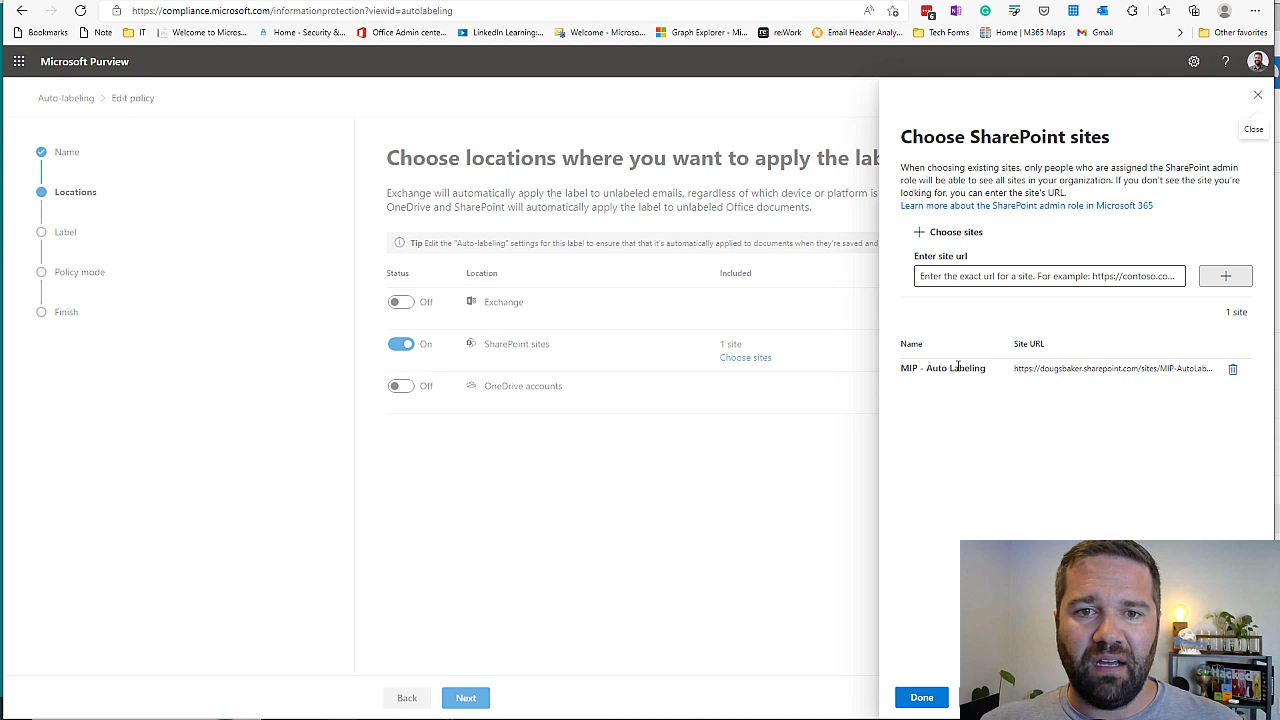 https://compliance.microsoft.com/informationprotection?viewid=autolabeling
6
Bookmarks
Note
IT
Welcome to Micros...
Home - Security &...
Office Admin cente...
LinkedIn Learning:...
Welcome - Microso...
Graph Explorer - Mi...
re:Work
Email Header Analy...
Tech Forms
Home | M365 Maps
Gmail
Other favorites
Microsoft Purview
Auto-labeling > Edit policy
Name
Locations
Label
Policy mode
Finish
Choose locations where you want to apply the lab
Exchange will automatically apply the label to unlabeled emails, regardless of which device or platform is
OneDrive and SharePoint will automatically apply the label to unlabeled Office documents.
Tip Edit the "Auto-labeling" settings for this label to ensure that that it's automatically applied to documents when they're saved and
Status Location Included
Off Exchange
On SharePoint sites 1 site
Choose sites
Off OneDrive accounts
Back Next
Close
Choose SharePoint sites
When choosing existing sites, only people who are assigned the SharePoint admin
role will be able to see all sites in your organization. If you don't see the site you're
looking for, you can enter the site's URL.
Learn more about the SharePoint admin role in Microsoft 365
Choose sites
Enter site url
Enter the exact url for a site. For example: https://contoso.co...
1 site
Name Site URL
MIP - Auto Labeling https://dougsbaker.sharepoint.com/sites/MIP-AutoLab...
Done